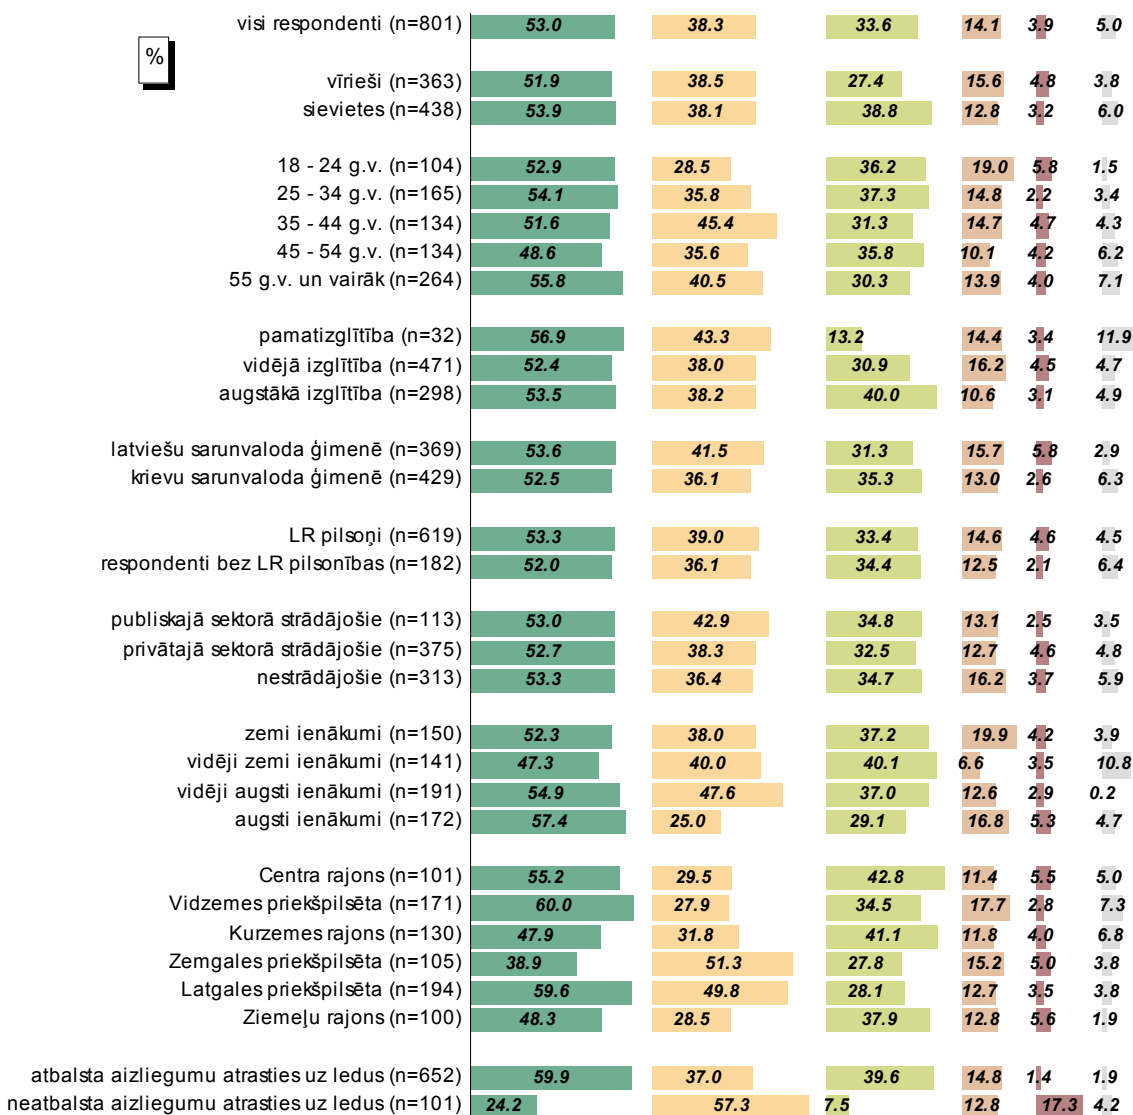 visi respondenti (n=801) 53.0 38.3 33.6 14.1 3.9 5.0
%
vīrieši (n=363) 51.9 38.5 27.4 15.6 4.8 3.8
sievietes (n=438) 53.9 38.1 38.8 12.8 3.2 6.0
18 - 24 g.v. (n=104) 52.9 28.5 36.2 19.0 5.8 1.5
25 - 34 g.v. (n=165) 54.1 35.8 37.3 14.8 2.2 3.4
35 - 44 g.v. (n=134) 51.6 45.4 31.3 14.7 4.7 4.3
45 - 54 g.v. (n=134) 48.6 35.6 35.8 10.1 4.2 6.2
55 g.v. un vairāk (n=264) 55.8 40.5 30.3 13.9 4.0 7.1
pamatizglītība (n=32) 56.9 43.3 13.2 14.4 3.4 11.9
vidējā izglītība (n=471) 52.4 38.0 30.9 16.2 4.5 4.7
augstākā izglītība (n=298) 53.5 38.2 40.0 10.6 3.1 4.9
latviešu sarunvaloda ģimenē (n=369) 53.6 41.5 31.3 15.7 5.8 2.9
krievu sarunvaloda ģimenē (n=429) 52.5 36.1 35.3 13.0 2.6 6.3
LR pilsoņi (n=619) 53.3 39.0 33.4 14.6 4.6 4.5
respondenti bez LR pilsonības (n=182) 52.0 36.1 34.4 12.5 2.1 6.4
publiskajā sektorā strādājošie (n=113) 53.0 42.9 34.8 13.1 2.5 3.5
privātajā sektorā strādājošie (n=375) 52.7 38.3 32.5 12.7 4.6 4.8
nestrādājošie (n=313) 53.3 36.4 34.7 16.2 3.7 5.9
zemi ienākumi (n=150) 52.3 38.0 37.2 19.9 4.2 3.9
vidēji zemi ienākumi (n=141) 47.3 40.0 40.1 6.6 3.5 10.8
vidēji augsti ienākumi (n=191) 54.9 47.6 37.0 12.6 2.9 0.2
augsti ienākumi (n=172) 57.4 25.0 29.1 16.8 5.3 4.7
Centra rajons (n=101) 55.2 29.5 42.8 11.4 5.5 5.0
Vidzemes priekšpilsēta (n=171) 60.0 27.9 34.5 17.7 2.8 7.3
Kurzemes rajons (n=130) 47.9 31.8 41.1 11.8 4.0 6.8
Zemgales priekšpilsēta (n=105) 38.9 51.3 27.8 15.2 5.0 3.8
Latgales priekšpilsēta (n=194) 59.6 49.8 28.1 12.7 3.5 3.8
Ziemeļu rajons (n=100) 48.3 28.5 37.9 12.8 5.6 1.9
atbalsta aizliegumu atrasties uz ledus (n=652) 59.9 37.0 39.6 14.8 1.4 1.9
neatbalsta aizliegumu atrasties uz ledus (n=101) 24.2 57.3 7.5 12.8 17.3 4.2